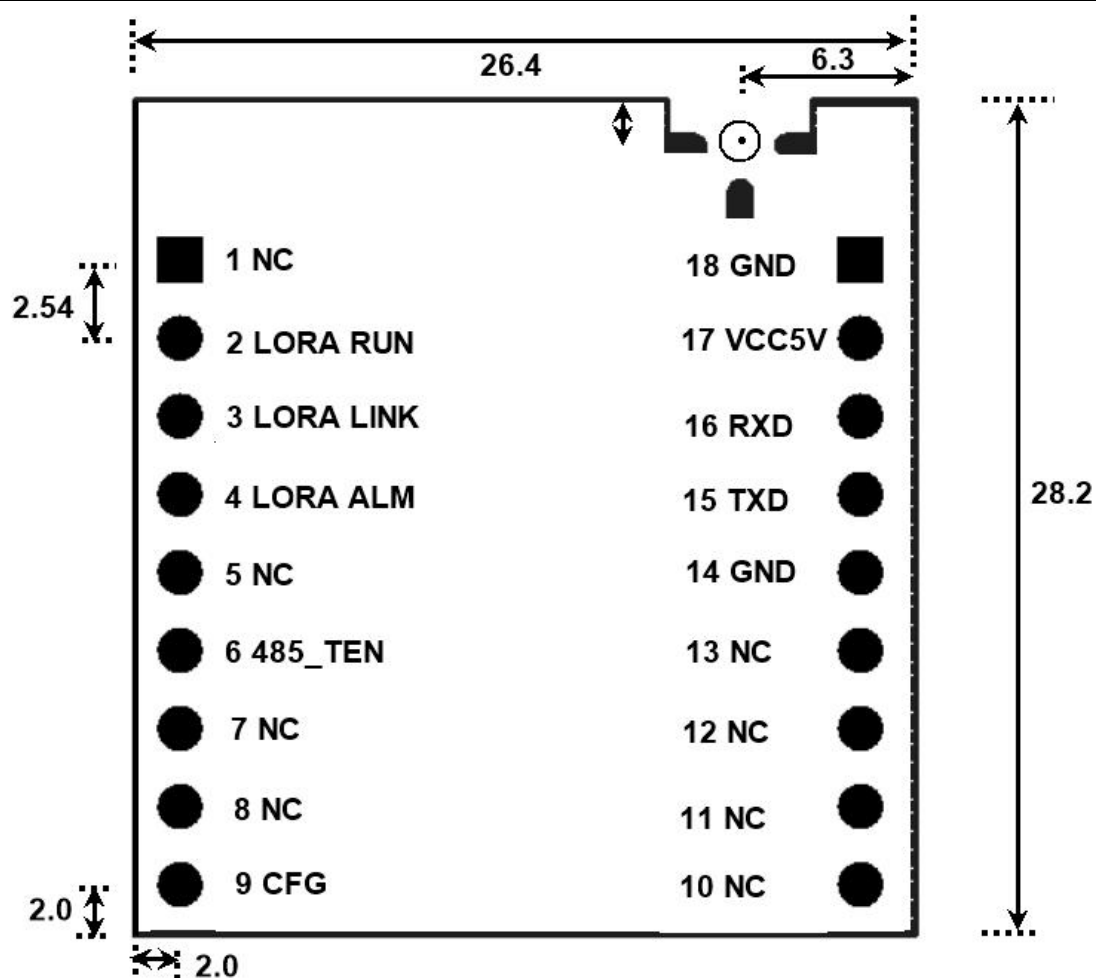 26.4
6.3
1 NC
18 GND
2.54
2 LORA RUN
17 VCC5V
3 LORA LINK
16 RXD
4 LORA ALM
15 TXD
28.2
5 NC
14 GND
6 485_TEN
13 NC
7 NC
12 NC
8 NC
11 NC
9 CFG
10 NC
2.0
2.0